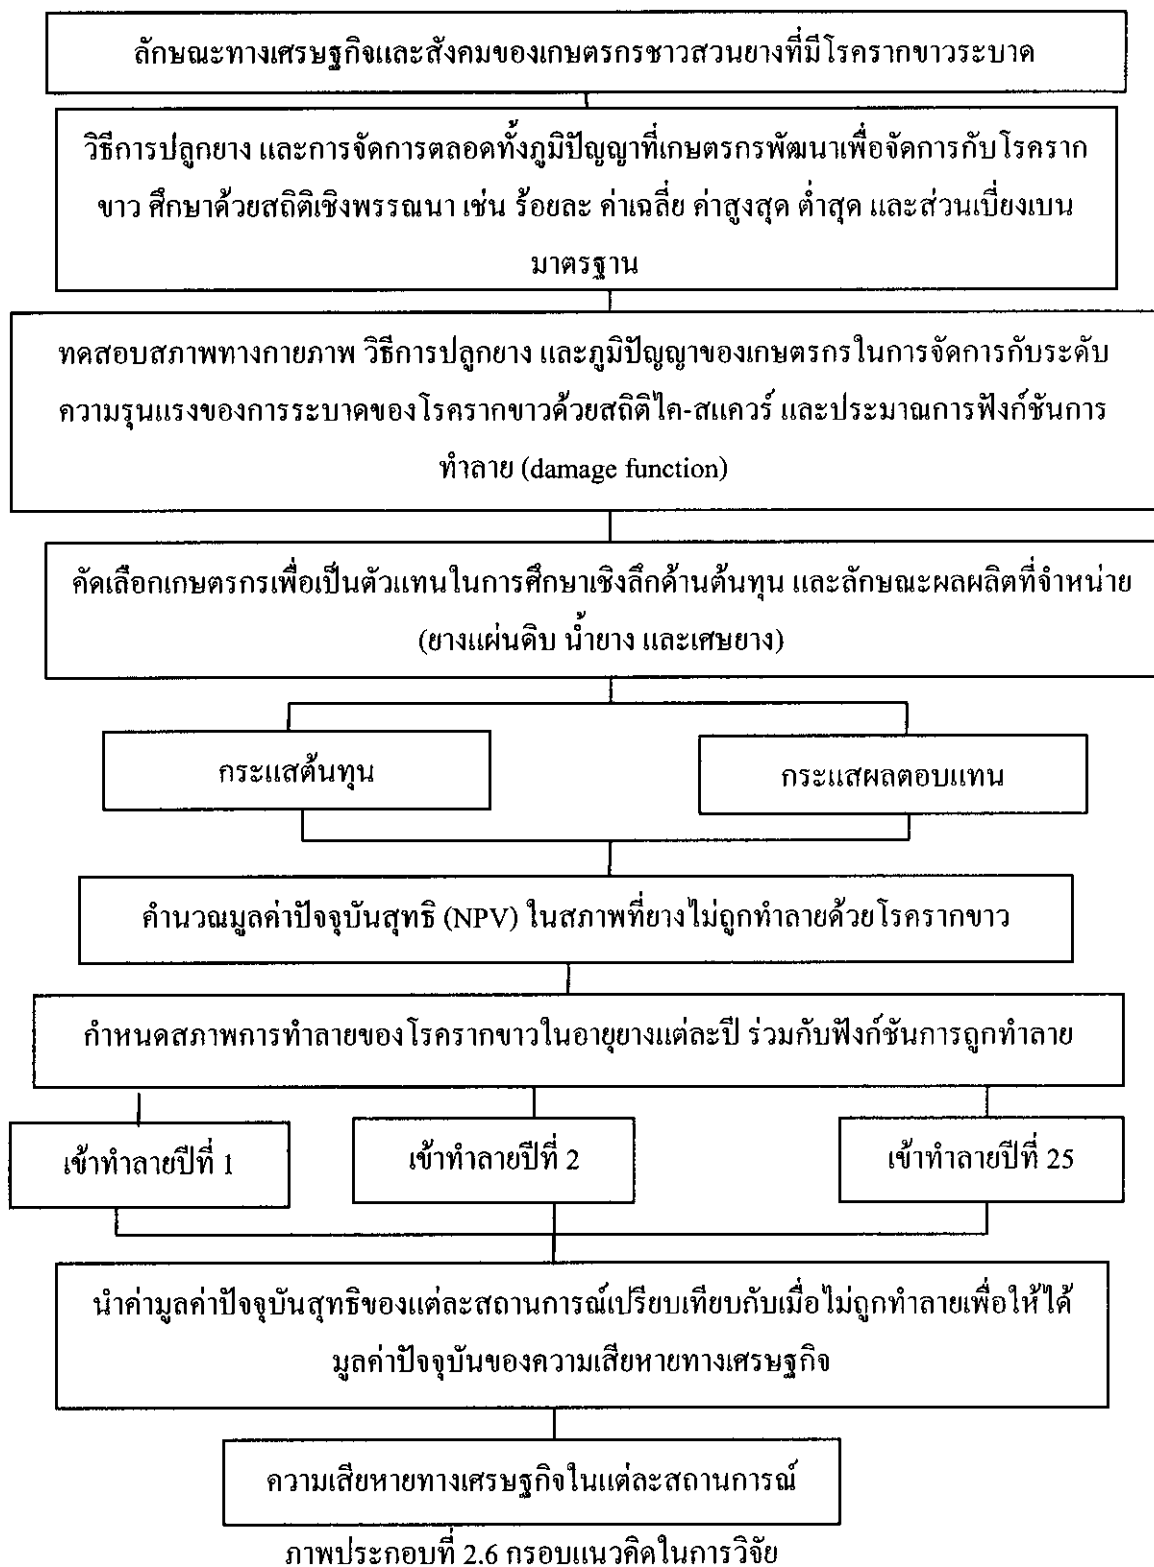 ลักษณะทางเศรษฐกิจและสังคมของเกษตรกรชาวสวนยางที่มีโรครากขาวระบาด
วิธีการปลูกยาง และการจัดการตลอดทั้งภูมิปัญญาที่เกษตรกรพัฒนาเพื่อจัดการกับโรคราก
ขาว ศึกษาด้วยสถิติเชิงพรรณนา เช่น ร้อยละ ค่าเฉลี่ย ค่าสูงสุด ต่ำสุด และส่วนเบี่ยงเบน
มาตรฐาน
ทดสอบสภาพทางกายภาพ วิธีการปลูกยาง และภูมิปัญญาของเกษตรกรในการจัดการกับระดับ
ความรุนแรงของการระบาดของโรครากขาวด้วยสถิติไค-สแควร์ และประมาณการฟังก์ชันการ
ทำลาย (damage function)
คัดเลือกเกษตรกรเพื่อเป็นตัวแทนในการศึกษาเชิงลึกด้านต้นทุน และลักษณะผลผลิตที่จำหน่าย
(ยางแผ่นดิบ น้ำยาง และเศษยาง)
กระแสต้นทุน
กระแสผลตอบแทน
คำนวณมูลค่าปัจจุบันสุทธิ (NPV) ในสภาพที่ยางไม่ถูกทำลายด้วยโรครากขาว
กำหนดสภาพการทำลายของโรครากขาวในอายุยางแต่ละปี ร่วมกับฟังก์ชันการถูกทำลาย
เข้าทำลายปีที่ 1
เข้าทำลายปีที่ 2
เข้าทำลายปีที่ 25
นำค่ามูลค่าปัจจุบันสุทธิของแต่ละสถานการณ์เปรียบเทียบกับเมื่อไม่ถูกทำลายเพื่อให้ได้
มูลค่าปัจจุบันของความเสียหายทางเศรษฐกิจ
ความเสียหายทางเศรษฐกิจในแต่ละสถานการณ์
ภาพประกอบที่ 2.6 กรอบแนวคิดในการวิจัย